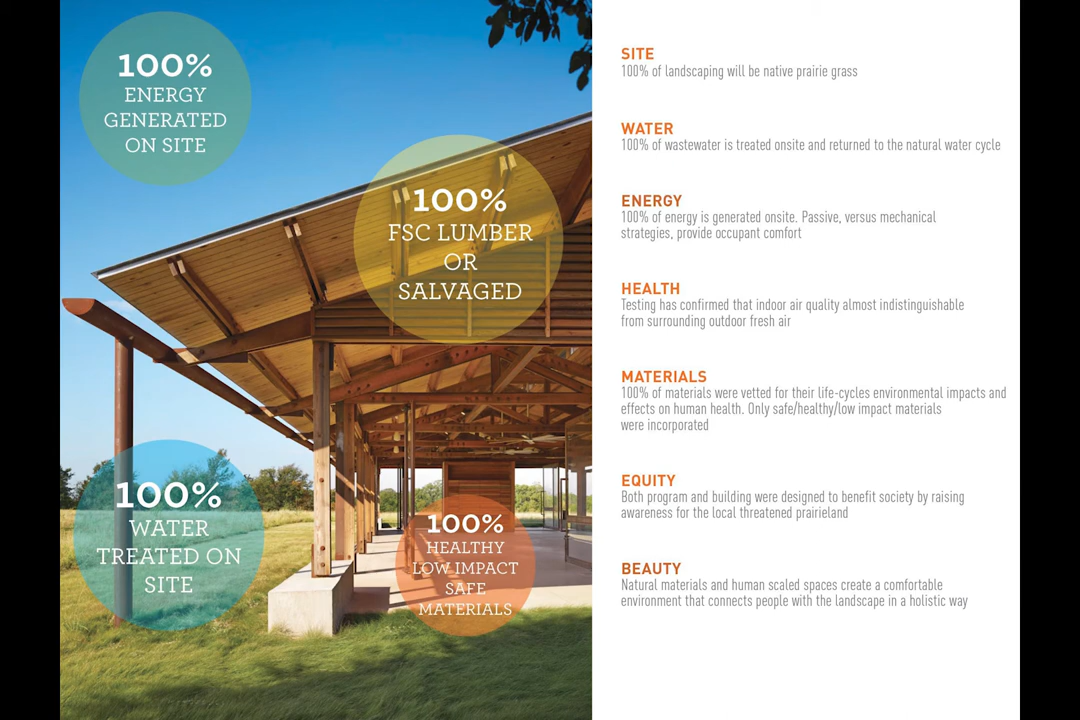 100%
ENERGY
GENERATED
ON SITE
100%
FSC LUMBER
OR
SALVAGED
100%
WATER
TREATED ON
SITE
100%
HEALTHY
LOW IMPACT
SAFE
MATERIALS
SITE
100% of landscaping will be native prairie grass
WATER
100% of wastewater is treated onsite and returned to the natural water cycle
ENERGY
100% of energy is generated onsite. Passive, versus mechanical
strategies, provide occupant comfort
HEALTH
Testing has confirmed that indoor air quality almost indistinguishable
from surrounding outdoor fresh air
MATERIALS
100% of materials were vetted for their life-cycles environmental impacts and
effects on human health. Only safe/healthy/low impact materials
were incorporated
EQUITY
Both program and building were designed to benefit society by raising
awareness for the local threatened prairieland
BEAUTY
Natural materials and human scaled spaces create a comfortable
environment that connects people with the landscape in a holistic way